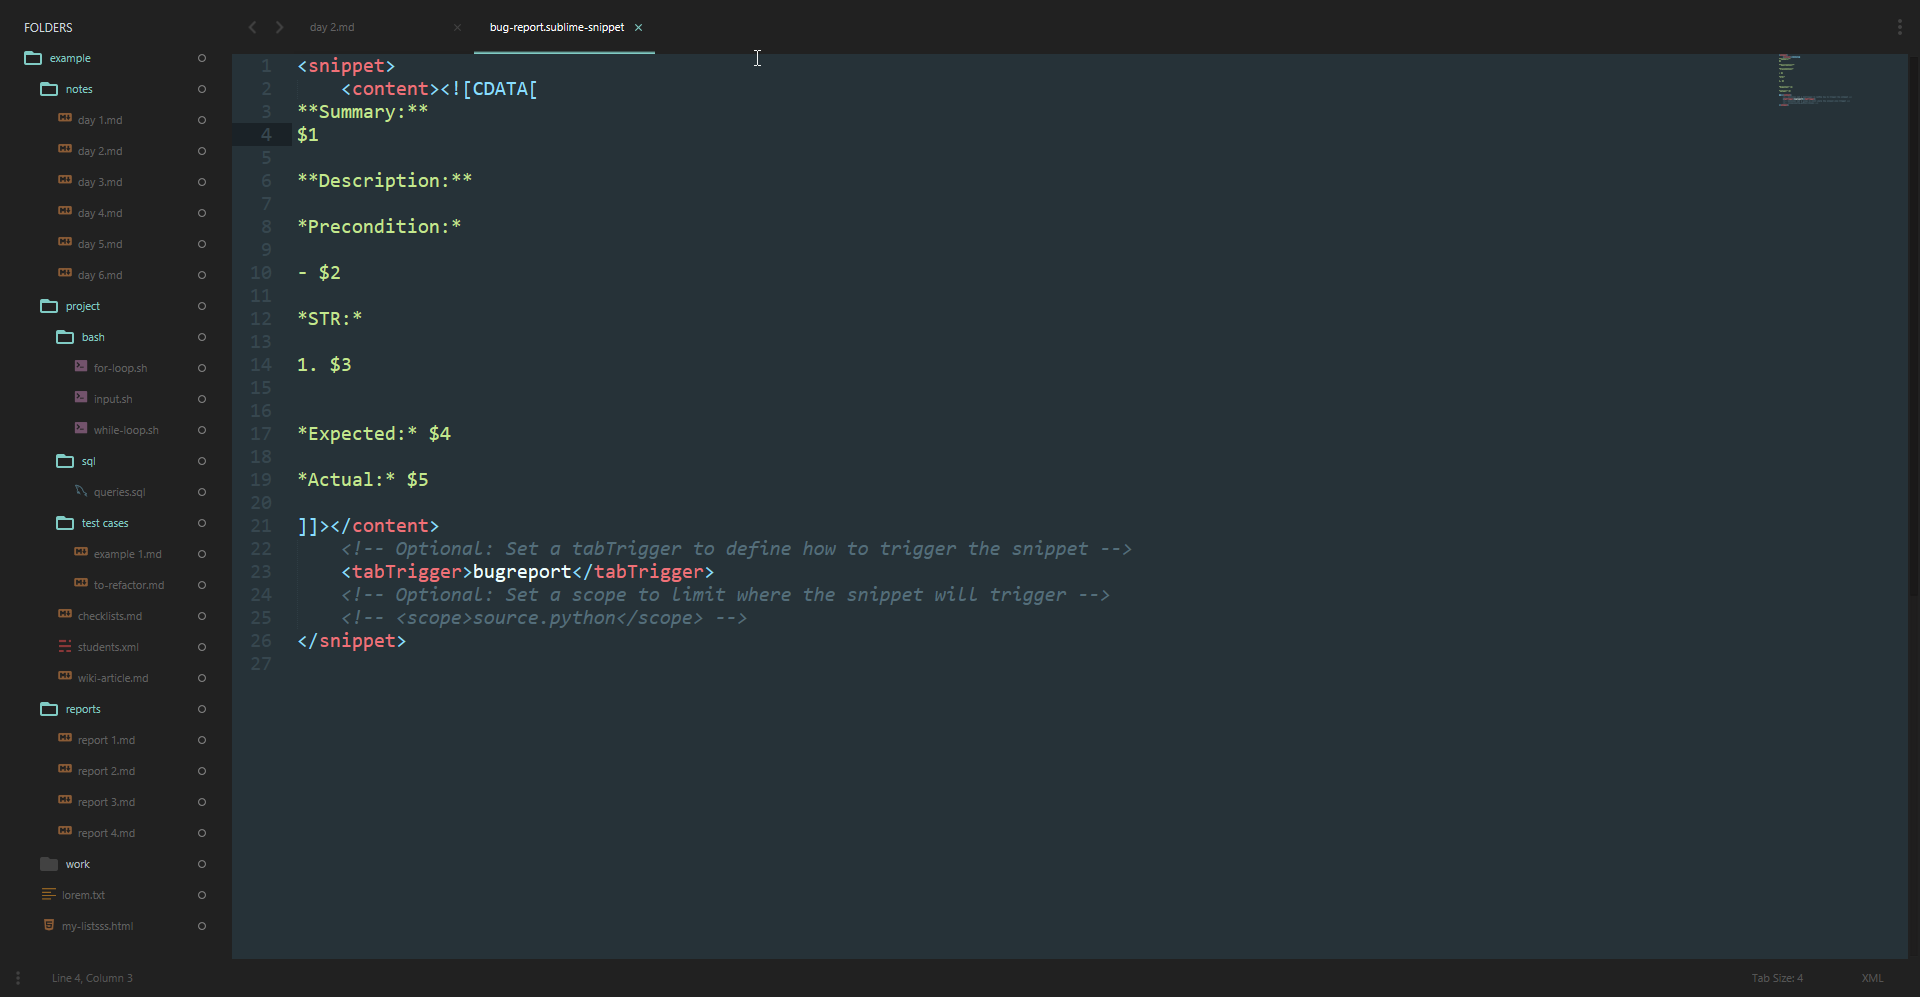 FOLDERS
example
notes
day 1.md
day 2.md
day 3.md
day 4.md
day 5.md
day 6.md
project
bash
for-loop.sh
input.sh
while-loop.sh
sql
queries.sql
test cases
example 1.md
to-refactor.md
checklists.md
students.xml
wiki-article.md
reports
report 1.md
report 2.md
report 3.md
report 4.md
work
lorem.txt
my-listsss.html
day 2.md
bug-report.sublime-snippet
1 <snippet>
2 <content><![CDATA[
3 **Summary:**
4 $1
5
6 **Description:**
7
8 *Precondition:*
9
10 - $2
11
12 *STR:*
13
14 1. $3
15
16
17 *Expected:* $4
18
19 *Actual:* $5
20
21 ]]></content>
22 <!-- Optional: Set a tabTrigger to define how to trigger the snippet -->
23 <tabTrigger>bugreport</tabTrigger>
24 <!-- Optional: Set a scope to limit where the snippet will trigger -->
25 <!-- <scope>source.python</scope> -->
26 </snippet>
27
Line 4, Column 3
Tab Size: 4
XML